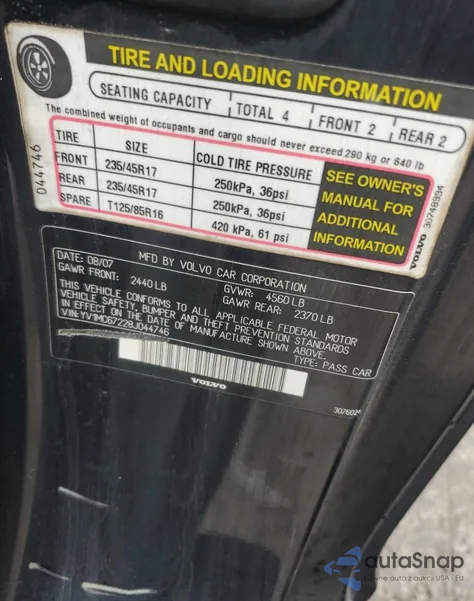 TIRE AND LOADING INFORMATION
SEATING CAPACITY TOTAL 4 FRONT 2 REAR 2
The combined weight of occupants and cargo should never exceed 290 kg or 640 lb
TIRE SIZE COLD TIRE PRESSURE
FRONT 235/45R17 250kPa, 36psi
REAR 235/45R17 250kPa, 36psi
SPARE T125/85R16 420 kPa, 61 psi
SEE OWNER'S
MANUAL FOR
ADDITIONAL
INFORMATION
044746
VOLVO 30748994
DATE: 08/07 MFD BY VOLVO CAR CORPORATION
GVWR: 4560 LB
GAWR FRONT: 2440 LB GAWR REAR: 2370 LB
THIS VEHICLE CONFORMS TO ALL APPLICABLE FEDERAL MOTOR
VEHICLE SAFETY, BUMPER AND THEFT PREVENTION STANDARDS
IN EFFECT ON THE DATE OF MANUFACTURE SHOWN ABOVE.
VIN: YV1MC67228J044746 TYPE: PASS CAR
VOLVO
autoSnap